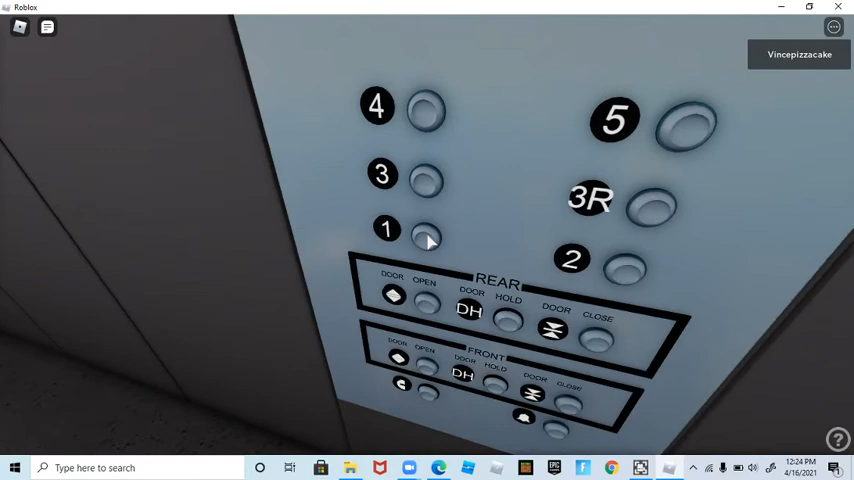 Roblox
Vincepizzacake
4
5
3
3R
1
2
REAR
DOOR OPEN
DOOR HOLD
DOOR CLOSE
DH
FRONT
DOOR OPEN
DOOR HOLD
DOOR CLOSE
DH
?
Type here to search
EPIC
12:24 PM
4/16/2021